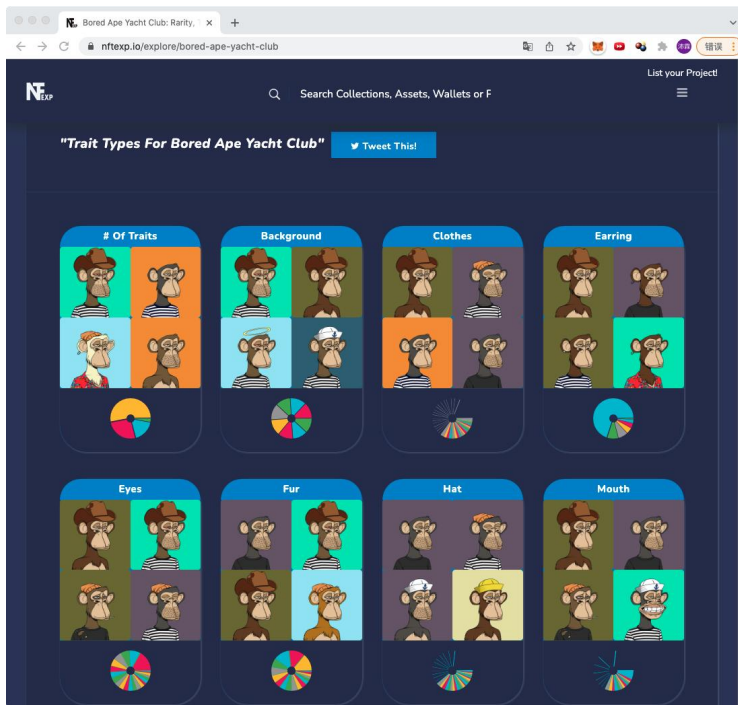 Bored Ape Yacht Club: Rarity,
nftexp.io/explore/bored-ape-yacht-club
错误
List your Project!
NF EXP
Search Collections, Assets, Wallets or F
"Trait Types For Bored Ape Yacht Club"
Tweet This!
# Of Traits
Background
Clothes
Earring
Eyes
Fur
Hat
Mouth